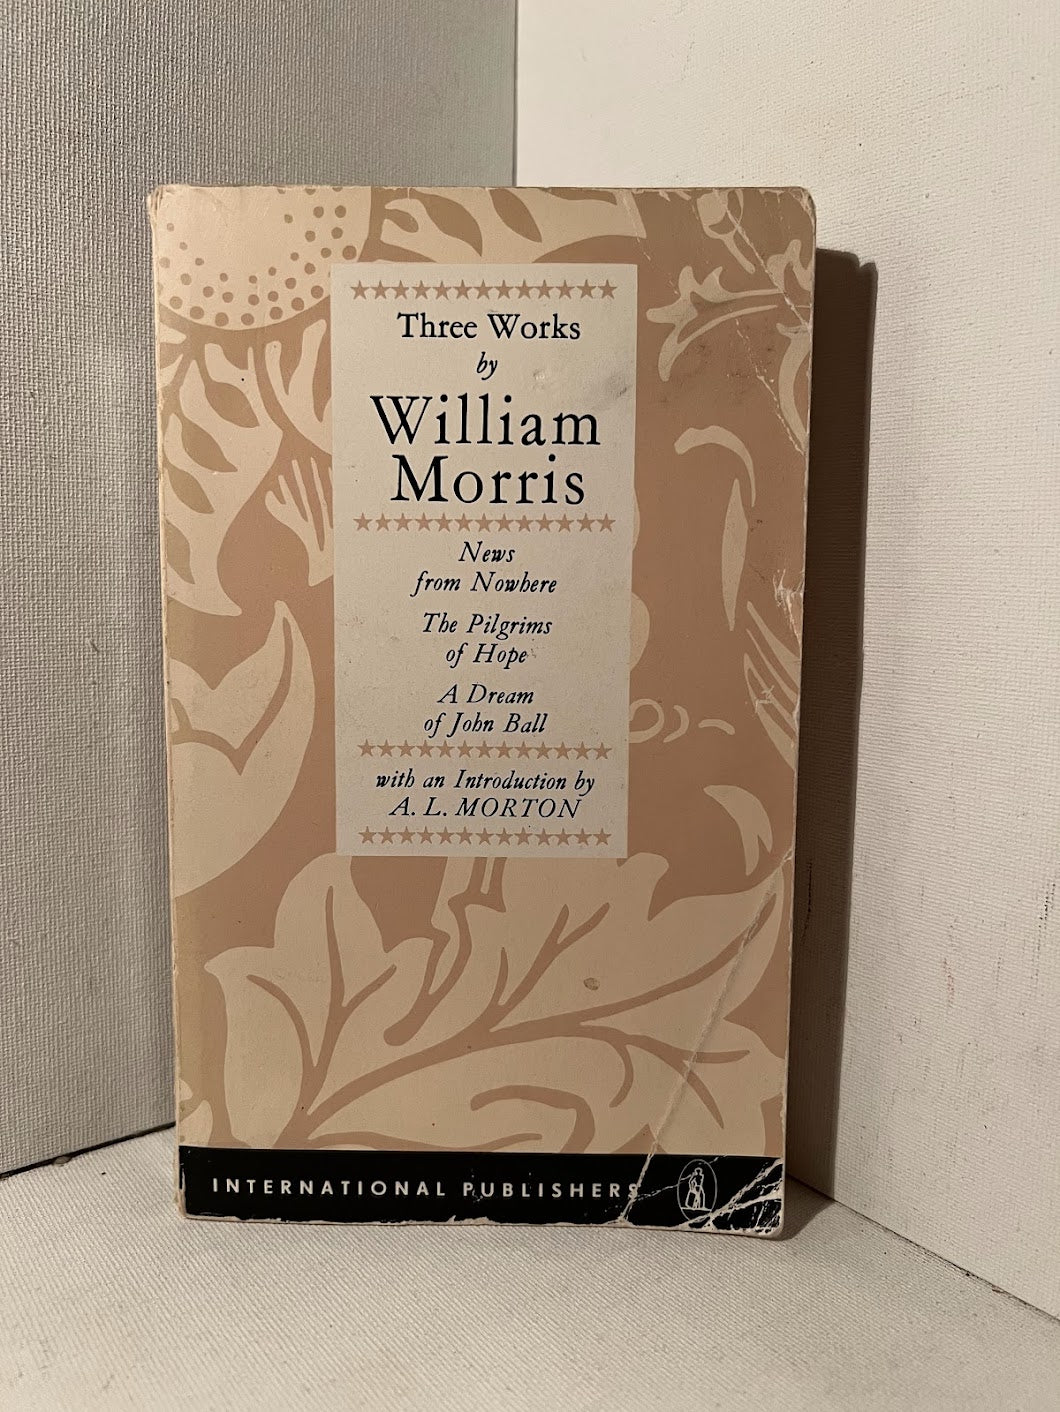 Three Works
by
William
Morris
News
from Nowhere
The Pilgrims
of Hope
A Dream
of John Ball
with an Introduction by
A. L. MORTON
INTERNATIONAL PUBLISHERS